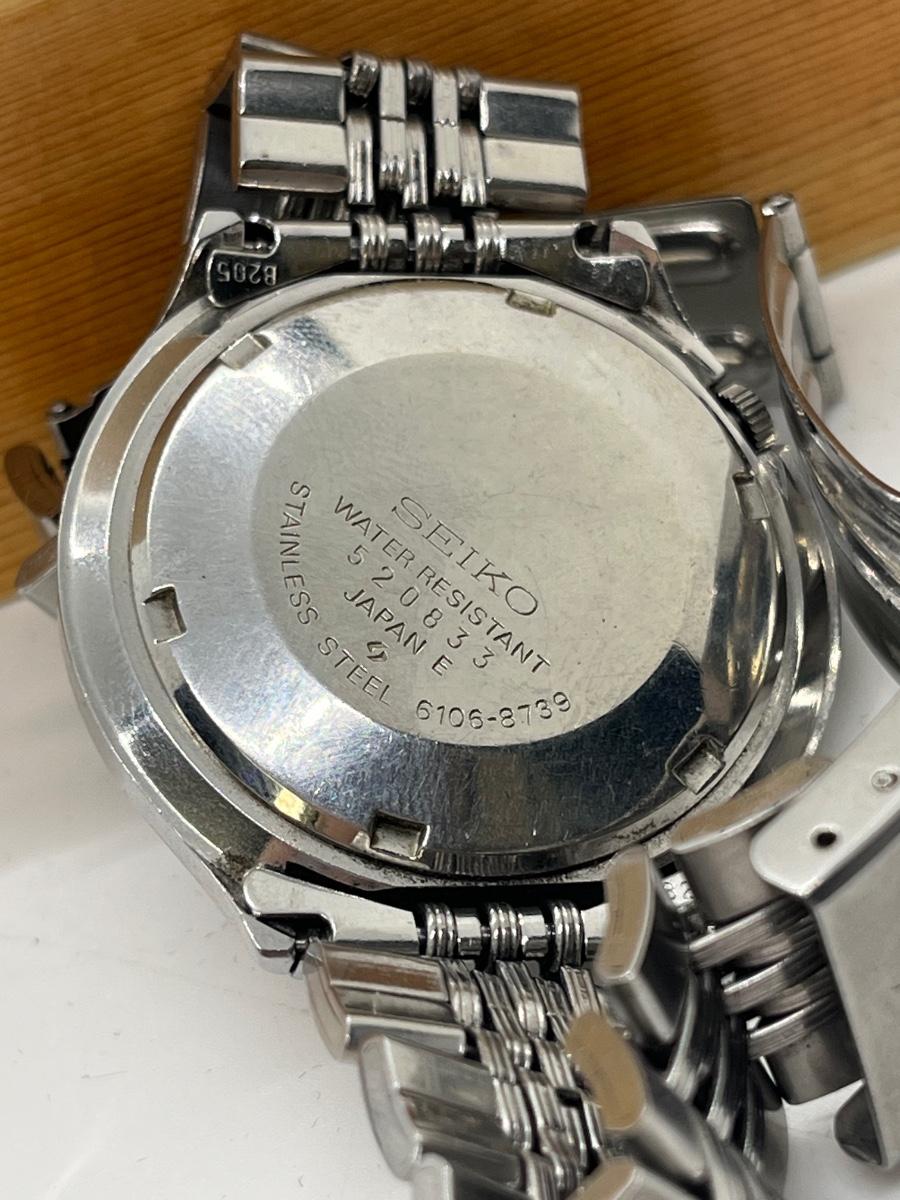 SEIKO
WATER RESISTANT
520833
JAPAN E
STAINLESS STEEL 6106-8739
B205